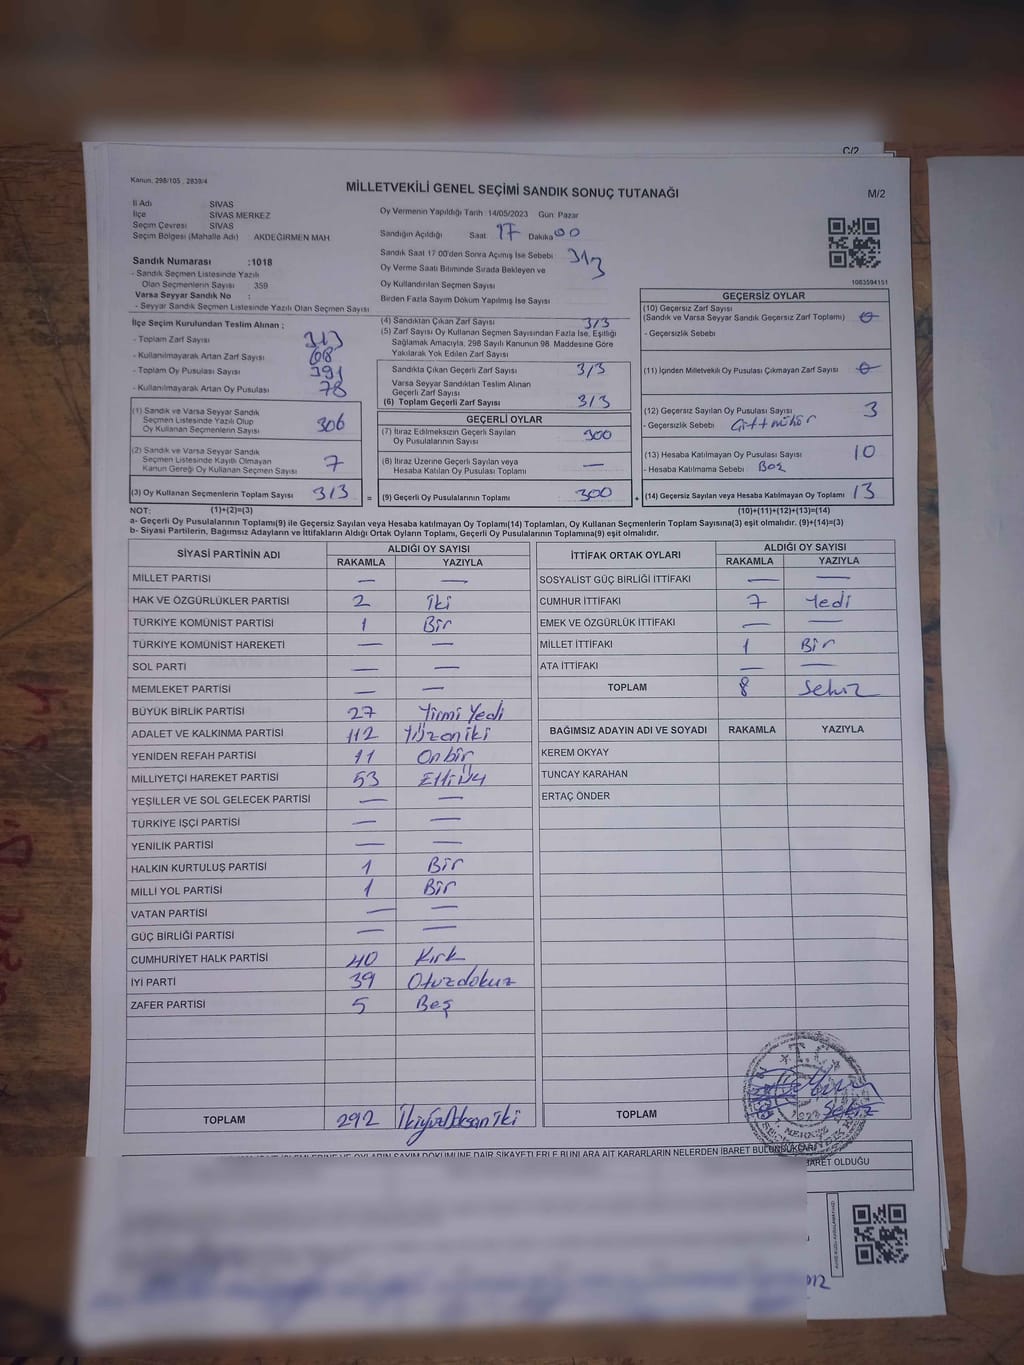 C/2
Kanun, 298/105 , 2839/4
MİLLETVEKİLİ GENEL SEÇİMİ SANDIK SONUÇ TUTANAĞI
M/2
İl Adı SİVAS
İlçe SİVAS MERKEZ
Seçim Çevresi SİVAS
Seçim Bölgesi (Mahalle Adı) AKDEĞİRMEN MAH
Oy Vermenin Yapıldığı Tarih :14/05/2023 Gün: Pazar
Sandığın Açıldığı Saat 17 Dakika 00
Sandık Saat 17 00'den Sonra Açımış İse Sebebi
Oy Verme Saati Bitiminde Sırada Bekleyen ve 313
Oy Kullandırılan Seçmen Sayısı
Birden Fazla Sayım Döküm Yapılmış İse Sayısı
Sandık Numarası :1018
- Sandık Seçmen Listesinde Yazılı
Olan Seçmenlerin Sayısı 359
Varsa Seyyar Sandık No :
- Seyyar Sandık Seçmen Listesinde Yazılı Olan Seçmen Sayısı
1083594151
İlçe Seçim Kurulundan Teslim Alınan ;
- Toplam Zarf Sayısı
- Kullanılmayarak Artan Zarf Sayısı 68
- Toplam Oy Pusulası Sayısı 391
- Kullanılmayarak Artan Oy Pusulası 78
(1) Sandık ve Varsa Seyyar Sandık
Seçmen Listesinde Yazılı Olup
Oy Kullanan Seçmenlerin Sayısı 306
(2) Sandık ve Varsa Seyyar Sandık
Seçmen Listesinde Kayıtlı Olmayan
Kanun Gereği Oy Kullanan Seçmen Sayısı 7
(3) Oy Kullanan Seçmenlerin Toplam Sayısı 313 =
(4) Sandıktan Çıkan Zarf Sayısı 313
(5) Zarf Sayısı Oy Kullanan Seçmen Sayısından Fazla İse, Eşitliği
Sağlamak Amacıyla, 298 Sayılı Kanunun 98 Maddesine Göre
Yakılarak Yok Edilen Zarf Sayısı
Sandıkta Çıkan Geçerli Zarf Sayısı 313
Varsa Seyyar Sandıktan Teslim Alınan
Geçerli Zarf Sayısı
(6) Toplam Geçerli Zarf Sayısı 313
GEÇERLİ OYLAR
(7) İtiraz Edilmeksizin Geçerli Sayılan
Oy Pusulalarının Sayısı 300
(8) İtiraz Üzerine Geçerli Sayılan veya
Hesaba Katılan Oy Pusulası Toplamı —
(9) Geçerli Oy Pusulalarının Toplamı 300 +
GEÇERSİZ OYLAR
(10) Geçersiz Zarf Sayısı
(Sandık ve Varsa Seyyar Sandık Geçersiz Zarf Toplamı) 0
- Geçersizlik Sebebi
(11) İçinden Milletvekili Oy Pusulası Çıkmayan Zarf Sayısı 0
(12) Geçersiz Sayılan Oy Pusulası Sayısı 3
- Geçersizlik Sebebi Çiftmühür
(13) Hesaba Katılmayan Oy Pusulası Sayısı 10
- Hesaba Katılmama Sebebi Boş
(14) Geçersiz Sayılan veya Hesaba Katılmayan Oy Toplamı 13
NOT: (1)+(2)=(3) (10)+(11)+(12)+(13)=(14)
a- Geçerli Oy Pusulaları Toplamı(9) ile Geçersiz Sayılan veya Hesaba katılmayan Oy Toplamı(14) Toplamları, Oy Kullanan Seçmenlerin Toplam Sayısına(3) eşit olmalıdır. (9)+(14)=(3)
b- Siyasi Partilerin, Bağımsız Adayların ve İttifakların Aldığı Ortak Oyların Toplamı, Geçerli Oy Pusulalarının Toplamına(9) eşit olmalıdır.
SİYASİ PARTİNİN ADI ALDIĞI OY SAYISI
RAKAMLA YAZIYLA
MİLLET PARTİSİ — —
HAK VE ÖZGÜRLÜKLER PARTİSİ 2 iki
TÜRKİYE KOMÜNİST PARTİSİ 1 Bir
TÜRKİYE KOMÜNİST HAREKETİ — —
SOL PARTİ — —
MEMLEKET PARTİSİ — —
BÜYÜK BİRLİK PARTİSİ 27 Yirmi Yedi
ADALET VE KALKINMA PARTİSİ 112 Yüzoniki
YENİDEN REFAH PARTİSİ 11 Onbir
MİLLİYETÇİ HAREKET PARTİSİ 53 Elliüç
YEŞİLLER VE SOL GELECEK PARTİSİ — —
TÜRKİYE İŞÇİ PARTİSİ — —
YENİLİK PARTİSİ — —
HALKIN KURTULUŞ PARTİSİ 1 Bir
MİLLİ YOL PARTİSİ 1 Bir
VATAN PARTİSİ — —
GÜÇ BİRLİĞİ PARTİSİ — —
CUMHURİYET HALK PARTİSİ 40 Kırk
İYİ PARTİ 39 Otuzdokuz
ZAFER PARTİSİ 5 Beş
TOPLAM 292 İkiyüzdoksaniki
İTTİFAK ORTAK OYLARI ALDIĞI OY SAYISI
RAKAMLA YAZIYLA
SOSYALİST GÜÇ BİRLİĞİ İTTİFAKI — —
CUMHUR İTTİFAKI 7 Yedi
EMEK VE ÖZGÜRLÜK İTTİFAKI — —
MİLLET İTTİFAKI 1 Bir
ATA İTTİFAKI — —
TOPLAM 8 Sekiz
BAĞIMSIZ ADAYIN ADI VE SOYADI RAKAMLA YAZIYLA
KEREM OKYAY
TUNCAY KARAHAN
ERTAÇ ÖNDER
TOPLAM Sekiz
2023
OYLARIN SAYIM DÖKÜMÜNE DAİR ŞİKAYETLERLE BUNLARA AİT KARARLARIN NELERDEN İBARET BULUNDUKLARI
İBARET OLDUĞU